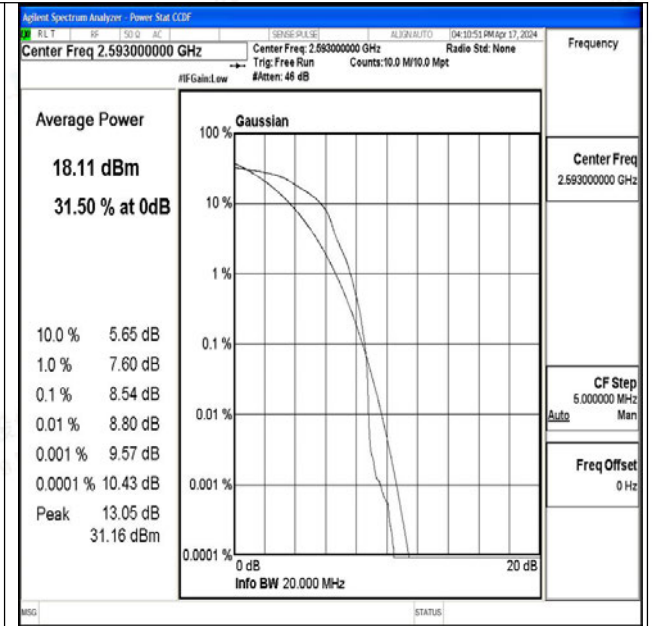 Agilent Spectrum Analyzer - Power Stat CCDF
RLT RF 50 Ω AC SENSE:PULSE ALIGN AUTO 04:10:51 PM Apr 17, 2024
Center Freq 2.593000000 GHz
Center Freq: 2.593000000 GHz Radio Std: None
Trig: Free Run Counts:10.0 M/10.0 Mpt
#IFGain:Low #Atten: 46 dB
Frequency
Center Freq
2.593000000 GHz
CF Step
5.000000 MHz
Auto Man
Freq Offset
0 Hz
Average Power
18.11 dBm
31.50 % at 0dB
10.0 % 5.65 dB
1.0 % 7.60 dB
0.1 % 8.54 dB
0.01 % 8.80 dB
0.001 % 9.57 dB
0.0001 % 10.43 dB
Peak 13.05 dB
31.16 dBm
Gaussian
100 %
10 %
1 %
0.1 %
0.01 %
0.001 %
0.0001 %
0 dB 20 dB
Info BW 20.000 MHz
MSG STATUS